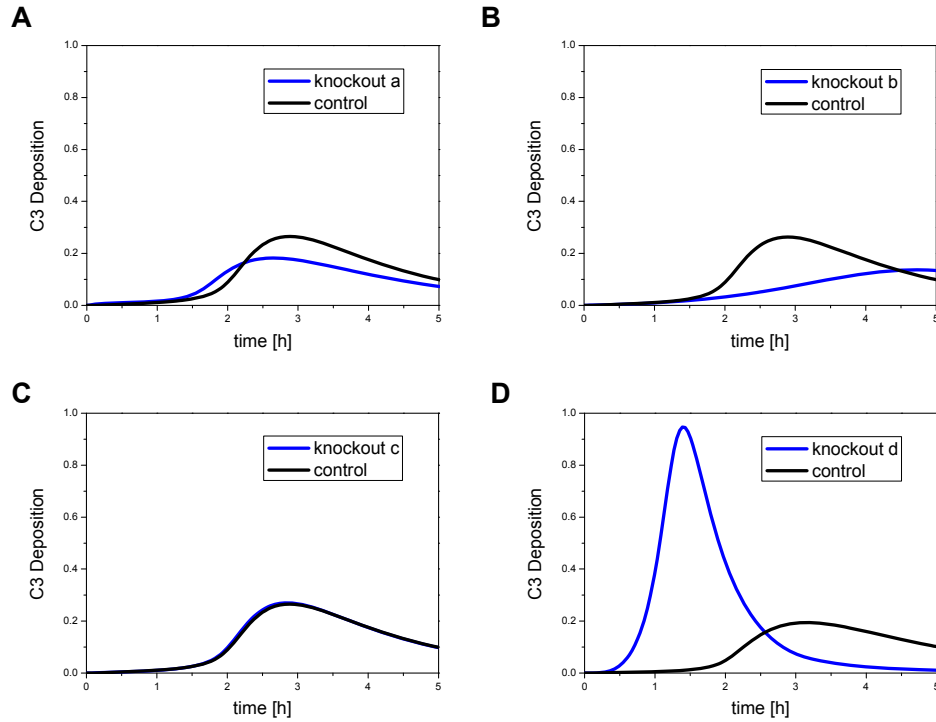 A
1.0
0.8
0.6
0.4
0.2
0.0
C3 Deposition
knockout a
control
0
1
2
3
4
5
time [h]
B
1.0
0.8
0.6
0.4
0.2
0.0
C3 Deposition
knockout b
control
0
1
2
3
4
5
time [h]
C
1.0
0.8
0.6
0.4
0.2
0.0
C3 Deposition
knockout c
control
0
1
2
3
4
5
time [h]
D
1.0
0.8
0.6
0.4
0.2
0.0
C3 Deposition
knockout d
control
0
1
2
3
4
5
time [h]